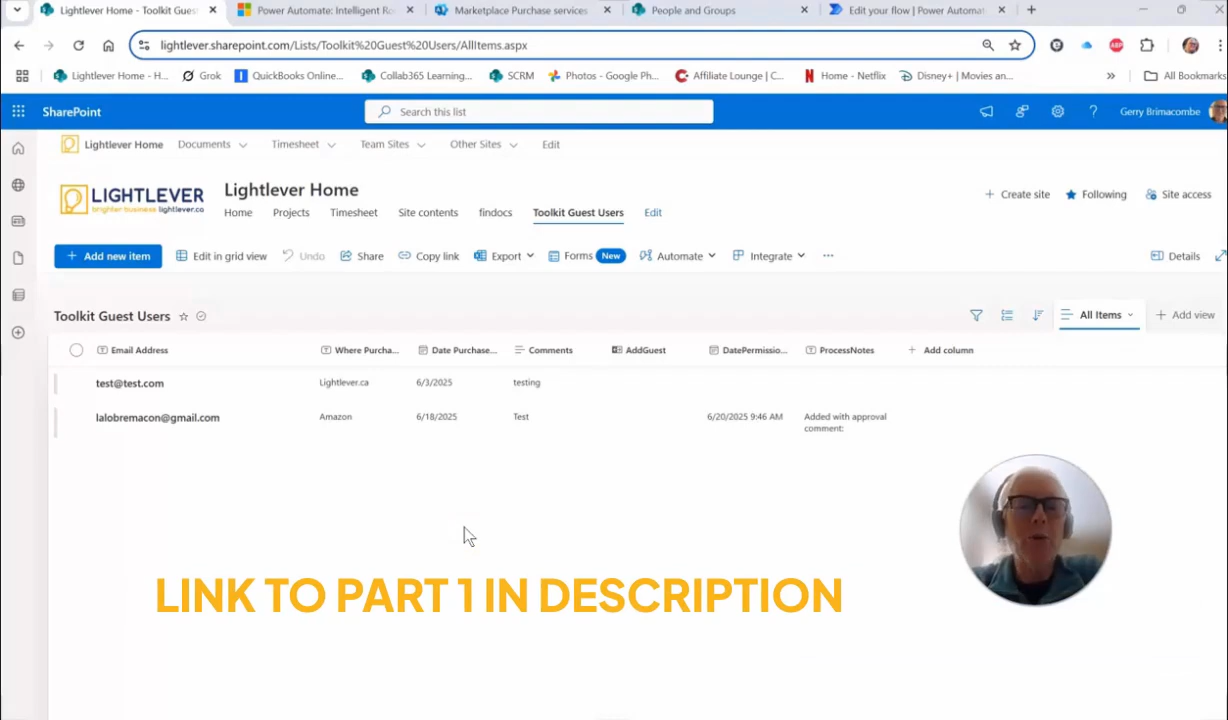 Lightlever Home - Toolkit Gues
Power Automate: Intelligent Ro
Marketplace Purchase services
People and Groups
Edit your flow | Power Automat
lightlever.sharepoint.com/Lists/Toolkit%20Guest%20Users/AllItems.aspx
Lightlever Home - H...
Grok
QuickBooks Online...
Collab365 Learning...
SCRM
Photos - Google Ph...
Affiliate Lounge | C...
Home - Netflix
Disney+ | Movies an...
»
All Bookmarks
SharePoint
Search this list
Gerry Brimacombe
Lightlever Home
Documents
Timesheet
Team Sites
Other Sites
Edit
LIGHTLEVER
brighter business lightlever.co
Lightlever Home
Create site
Following
Site access
Home
Projects
Timesheet
Site contents
findocs
Toolkit Guest Users
Edit
+ Add new item
Edit in grid view
Undo
Share
Copy link
Export
Forms
New
Automate
Integrate
...
Details
Toolkit Guest Users
All Items
Add view
Email Address
Where Purcha...
Date Purchase...
Comments
AddGuest
DatePermissio...
ProcessNotes
Add column
test@test.com
Lightlever.ca
6/3/2025
testing
lalobremacon@gmail.com
Amazon
6/18/2025
Test
6/20/2025 9:46 AM
Added with approval
comment:
LINK TO PART 1 IN DESCRIPTION